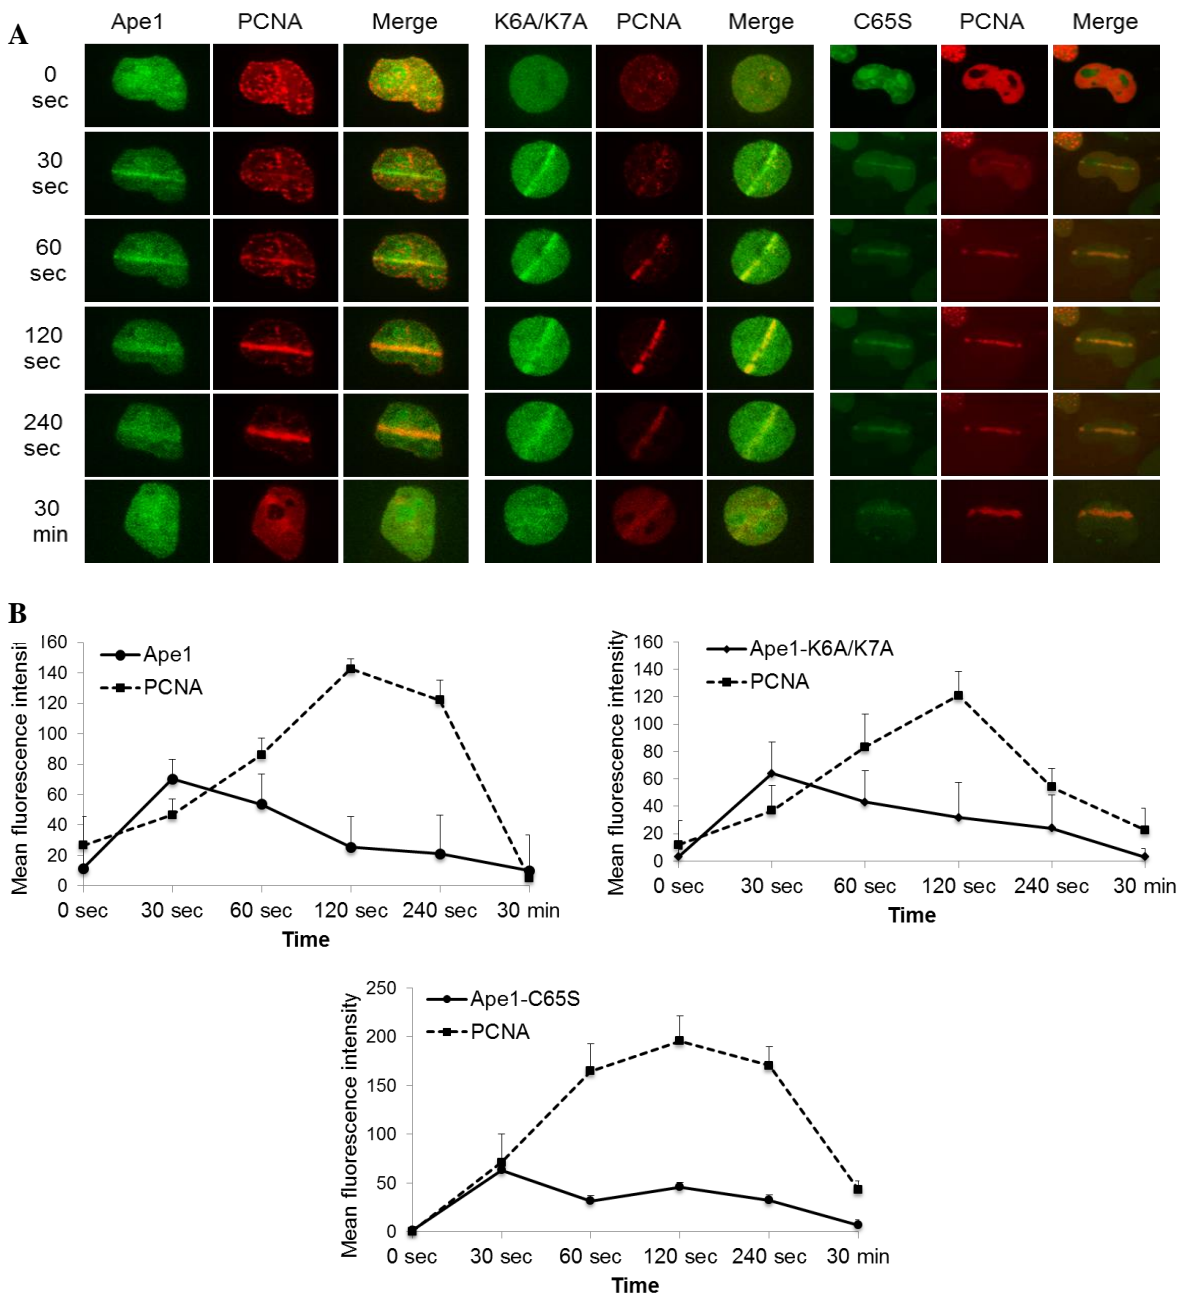 A
Ape1 PCNA Merge K6A/K7A PCNA Merge C65S PCNA Merge
0
sec
30
sec
60
sec
120
sec
240
sec
30
min
B
Mean fluorescence intensi
160
140
120
100
80
60
40
20
0
Ape1
PCNA
0 sec 30 sec 60 sec 120 sec 240 sec 30 min
Time
Mean fluorescence intensity
160
140
120
100
80
60
40
20
0
Ape1-K6A/K7A
PCNA
0 sec 30 sec 60 sec 120 sec 240 sec 30 min
Time
Mean fluorescence intensity
250
200
150
100
50
0
Ape1-C65S
PCNA
0 sec 30 sec 60 sec 120 sec 240 sec 30 min
Time